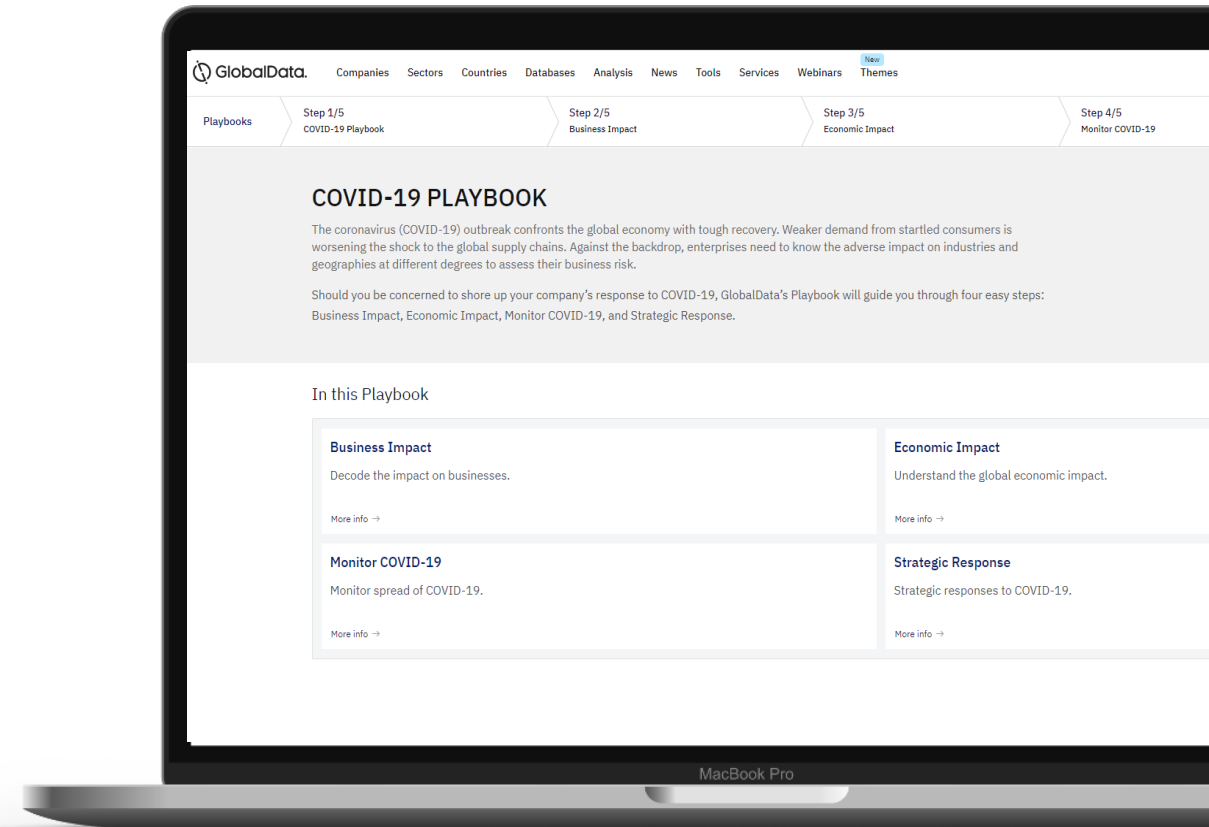 GlobalData.
Companies Sectors Countries Databases Analysis News Tools Services Webinars New Themes
Playbooks
Step 1/5
COVID-19 Playbook
Step 2/5
Business Impact
Step 3/5
Economic Impact
Step 4/5
Monitor COVID-19
COVID-19 PLAYBOOK
The coronavirus (COVID-19) outbreak confronts the global economy with tough recovery. Weaker demand from startled consumers is
worsening the shock to the global supply chains. Against the backdrop, enterprises need to know the adverse impact on industries and
geographies at different degrees to assess their business risk.
Should you be concerned to shore up your company’s response to COVID-19, GlobalData’s Playbook will guide you through four easy steps:
Business Impact, Economic Impact, Monitor COVID-19, and Strategic Response.
In this Playbook
Business Impact
Decode the impact on businesses.
More info →
Economic Impact
Understand the global economic impact.
More info →
Monitor COVID-19
Monitor spread of COVID-19.
More info →
Strategic Response
Strategic responses to COVID-19.
More info →
MacBook Pro